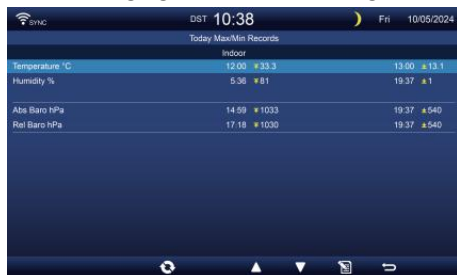 SYNC DST 10:38 Fri 10/05/2024
Today Max/Min Records
Indoor
Temperature °C 12:00 33.3 13:00 13.1
Humidity % 5:36 81 19:37 1
Abs Baro hPa 14:59 1033 19:37 540
Rel Baro hPa 17:18 1030 19:37 540